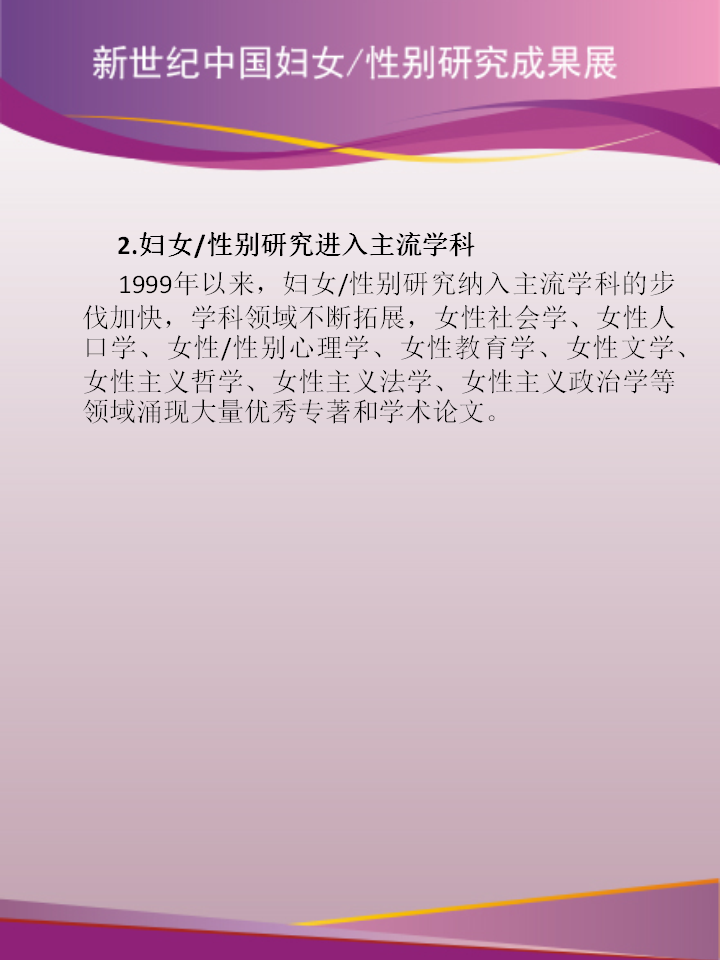 新世纪中国妇女/性别研究成果展
2.妇女/性别研究进入主流学科
1999年以来，妇女/性别研究纳入主流学科的步
伐加快，学科领域不断拓展，女性社会学、女性人
口学、女性/性别心理学、女性教育学、女性文学、
女性主义哲学、女性主义法学、女性主义政治学等
领域涌现大量优秀专著和学术论文。